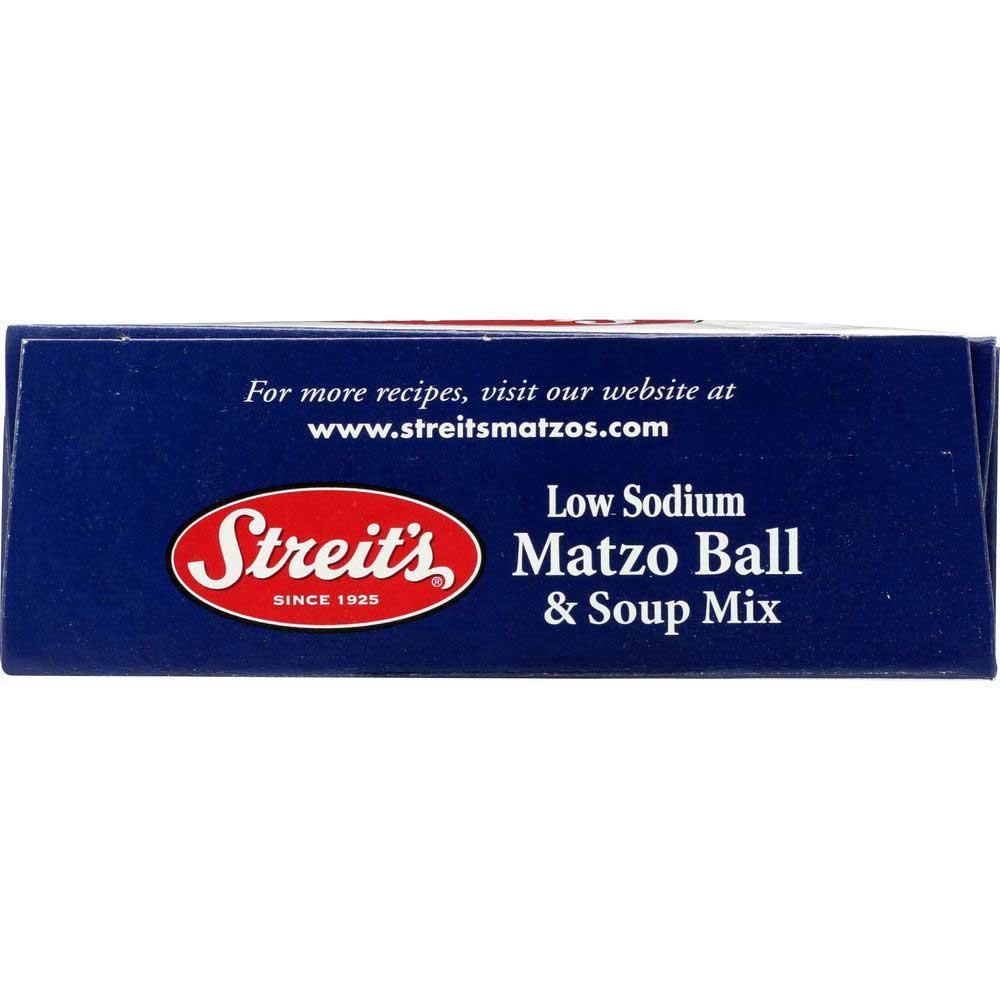 For more recipes, visit our website at
www.streitsmatzos.com
Streit's®
SINCE 1925
Low Sodium
Matzo Ball
& Soup Mix